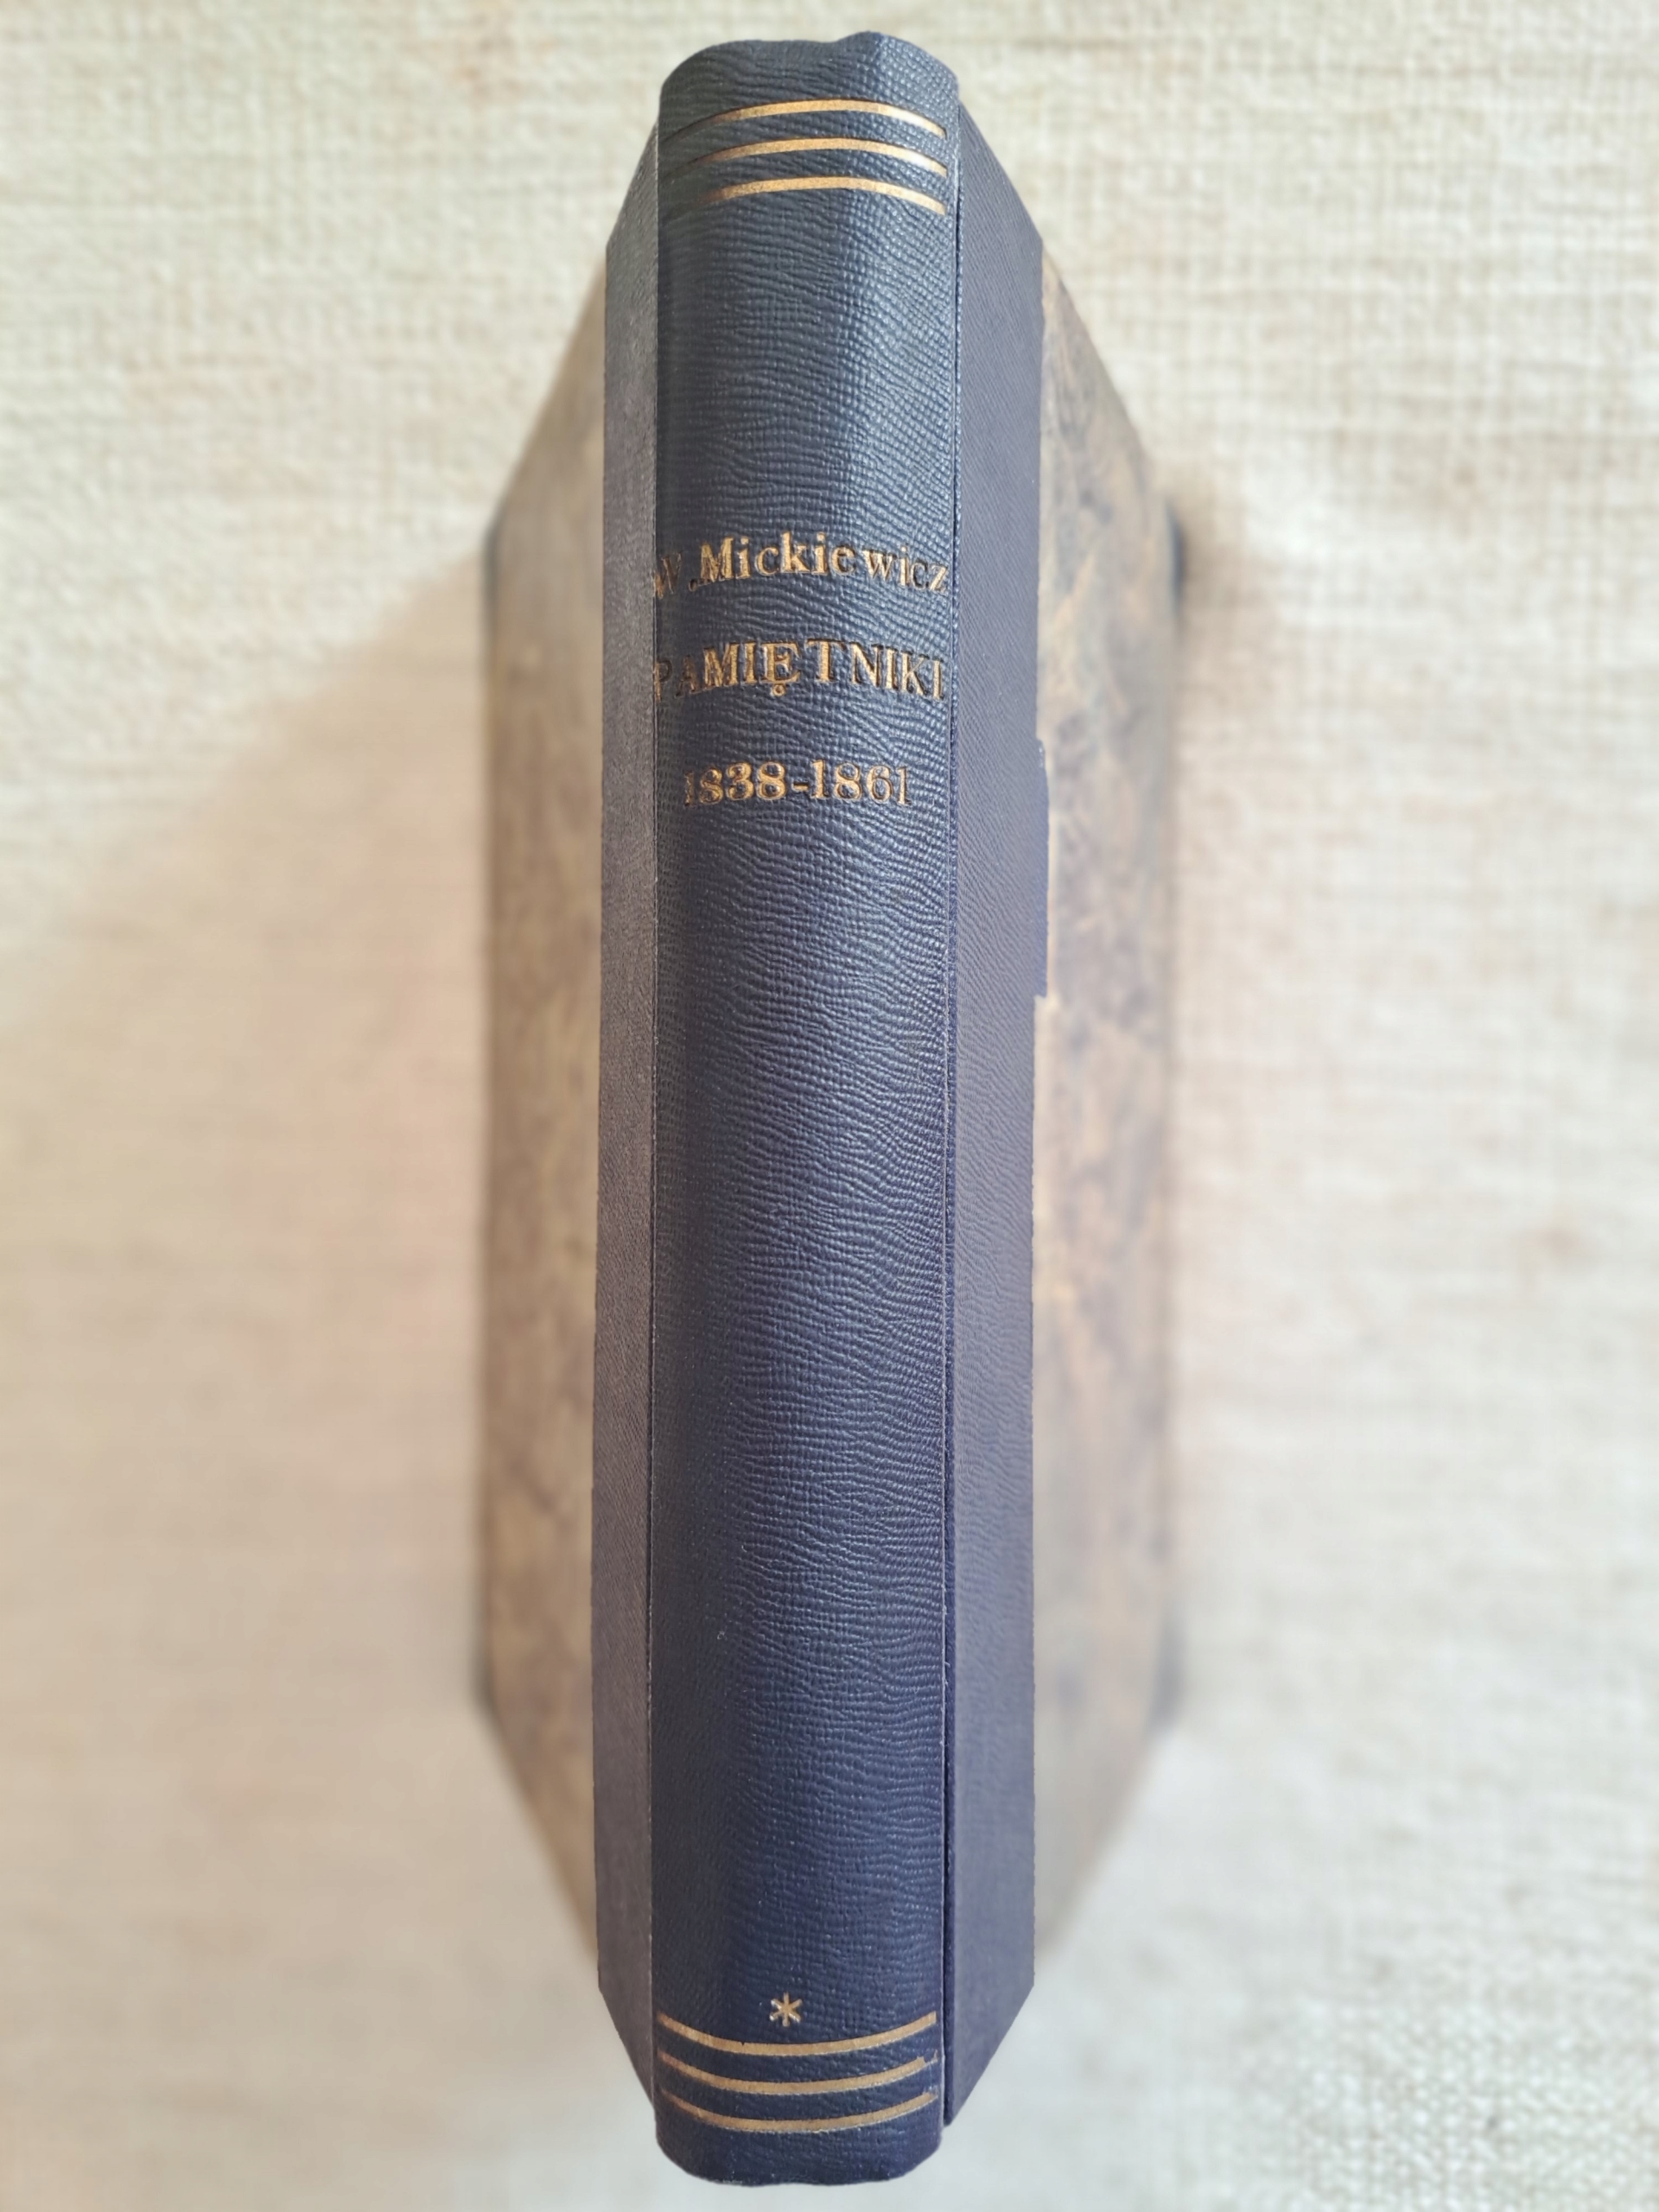 W. Mickiewicz
PAMIĘTNIKI
1838-1861
*